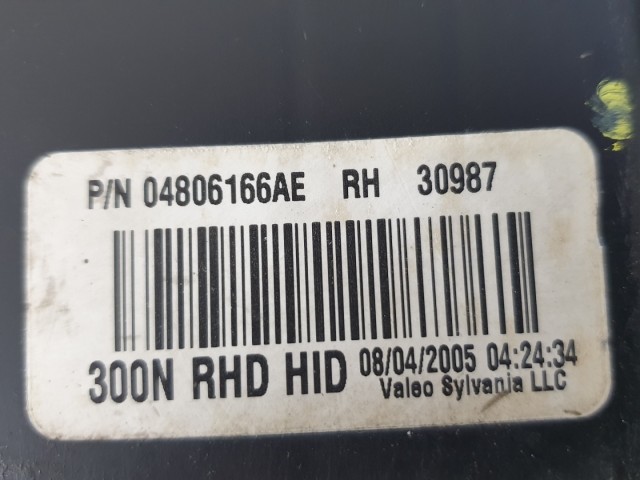 P/N 04806166AE RH 30987
300N RHD HID 08/04/2005 04:24:34
Valeo Sylvania LLC